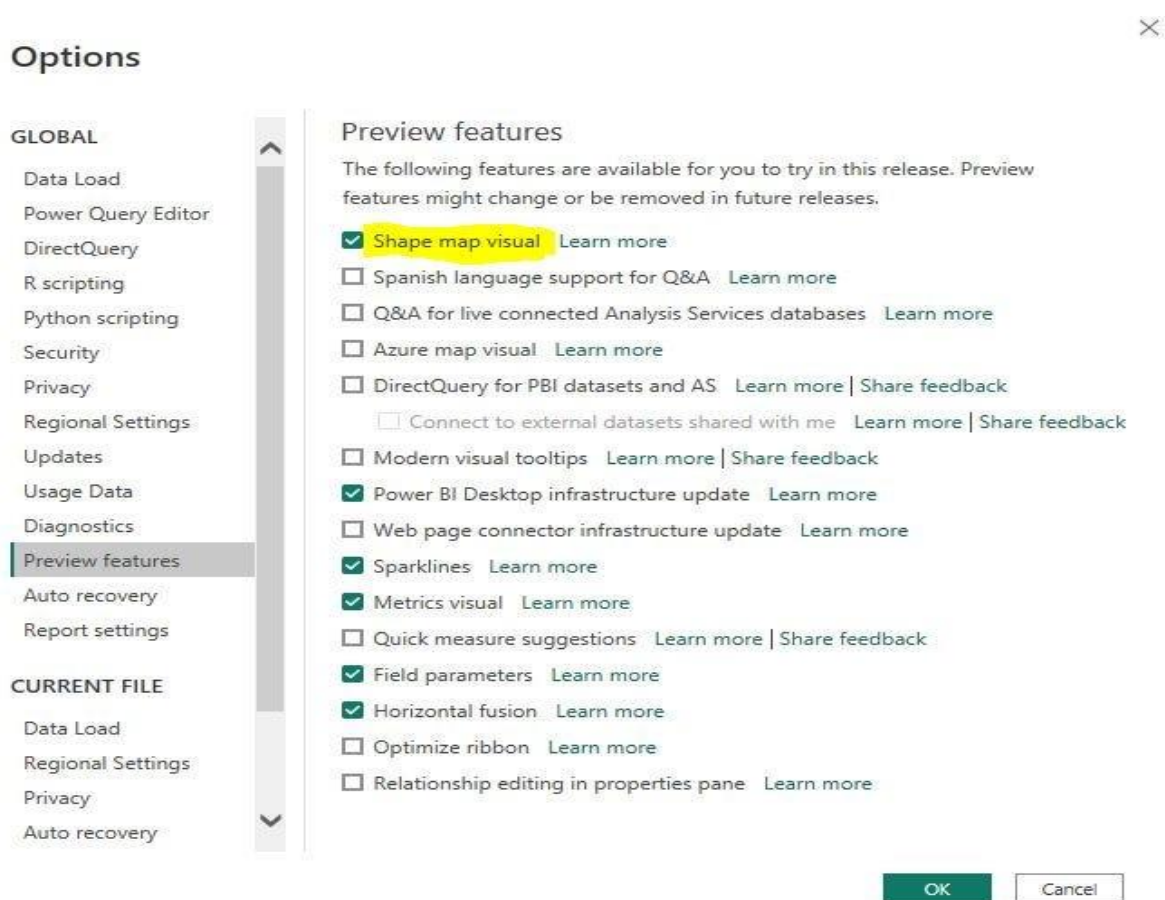 Options
GLOBAL
Data Load
Power Query Editor
DirectQuery
R scripting
Python scripting
Security
Privacy
Regional Settings
Updates
Usage Data
Diagnostics
Preview features
Auto recovery
Report settings
CURRENT FILE
Data Load
Regional Settings
Privacy
Auto recovery
Preview features
The following features are available for you to try in this release. Preview
features might change or be removed in future releases.
Shape map visual Learn more
Spanish language support for Q&A Learn more
Q&A for live connected Analysis Services databases Learn more
Azure map visual Learn more
DirectQuery for PBI datasets and AS Learn more | Share feedback
Connect to external datasets shared with me Learn more | Share feedback
Modern visual tooltips Learn more | Share feedback
Power BI Desktop infrastructure update Learn more
Web page connector infrastructure update Learn more
Sparklines Learn more
Metrics visual Learn more
Quick measure suggestions Learn more | Share feedback
Field parameters Learn more
Horizontal fusion Learn more
Optimize ribbon Learn more
Relationship editing in properties pane Learn more
OK Cancel